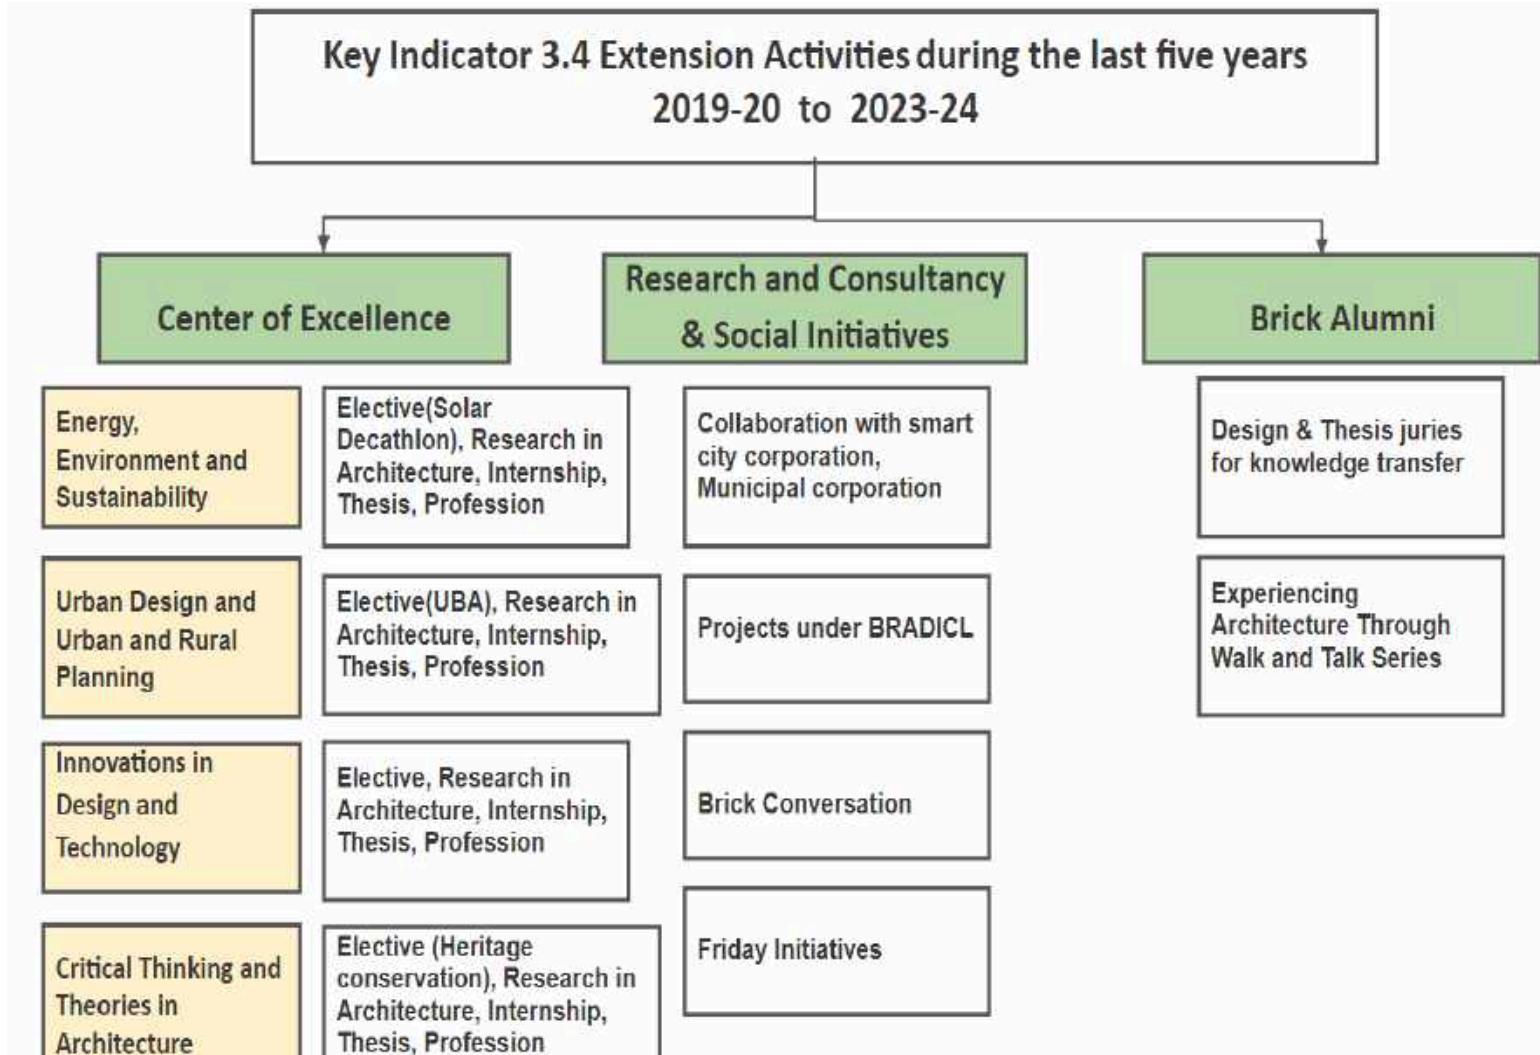 Key Indicator 3.4 Extension Activities during the last five years
2019-20 to 2023-24
Center of Excellence
Energy,
Environment and
Sustainability
Elective(Solar
Decathlon), Research in
Architecture, Internship,
Thesis, Profession
Urban Design and
Urban and Rural
Planning
Elective(UBA), Research in
Architecture, Internship,
Thesis, Profession
Innovations in
Design and
Technology
Elective, Research in
Architecture, Internship,
Thesis, Profession
Critical Thinking and
Theories in
Architecture
Elective (Heritage
conservation), Research in
Architecture, Internship,
Thesis, Profession
Research and Consultancy
& Social Initiatives
Collaboration with smart
city corporation,
Municipal corporation
Projects under BRADICL
Brick Conversation
Friday Initiatives
Brick Alumni
Design & Thesis juries
for knowledge transfer
Experiencing
Architecture Through
Walk and Talk Series